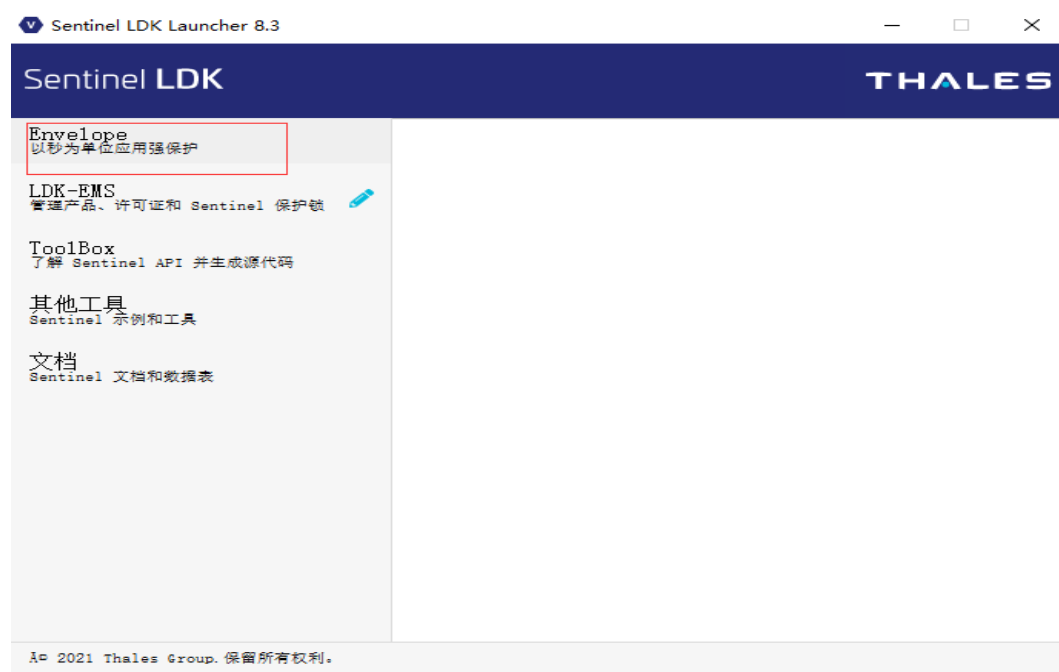 V Sentinel LDK Launcher 8.3
Sentinel LDK
THALES
Envelope
以秒为单位应用强保护
LDK-EMS
管理产品、许可证和 Sentinel 保护锁
ToolBox
了解 Sentinel API 并生成源代码
其他工具
Sentinel 示例和工具
文档
Sentinel 文档和数据表
© 2021 Thales Group. 保留所有权利。